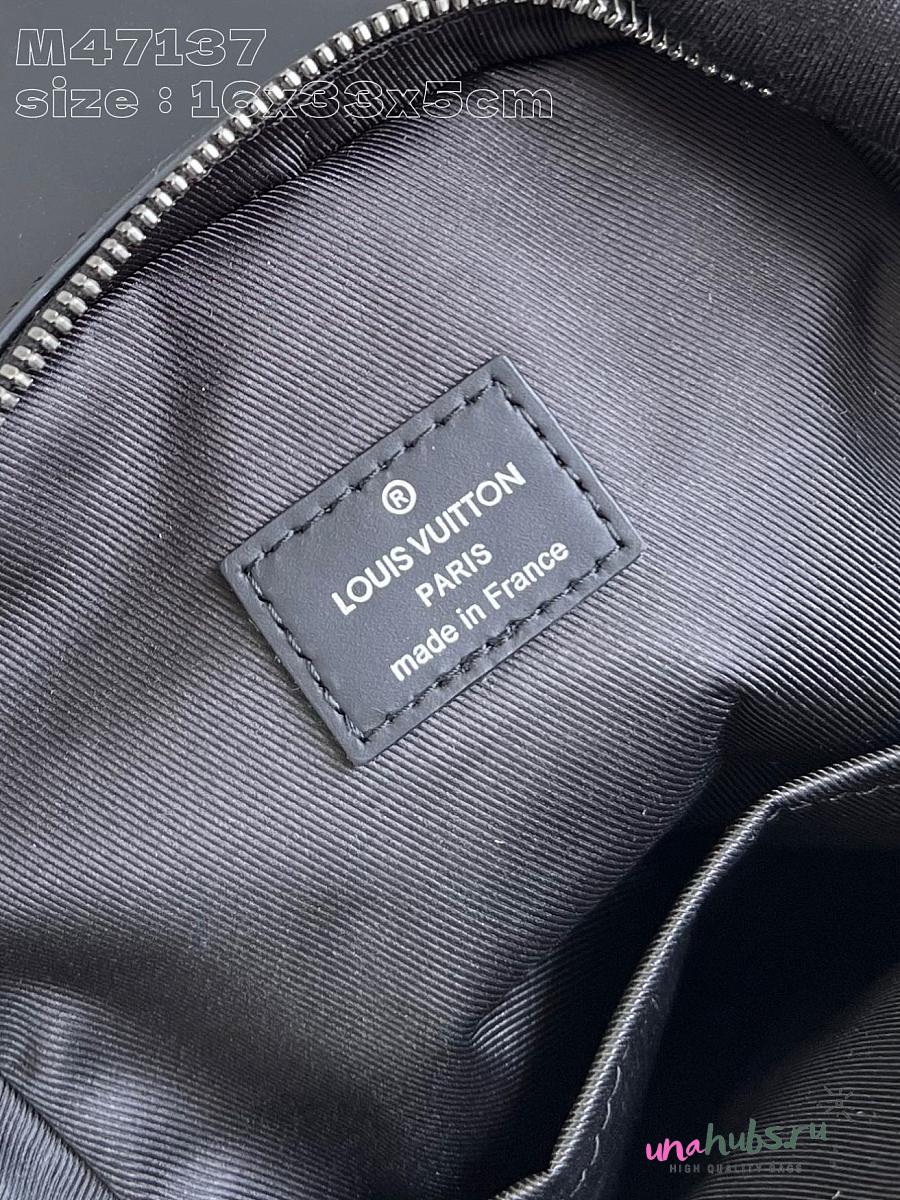 M47137
size : 16x33x5cm
®
LOUIS VUITTON
PARIS
made in France
unahubs.ru
HIGH QUALITY BAGS